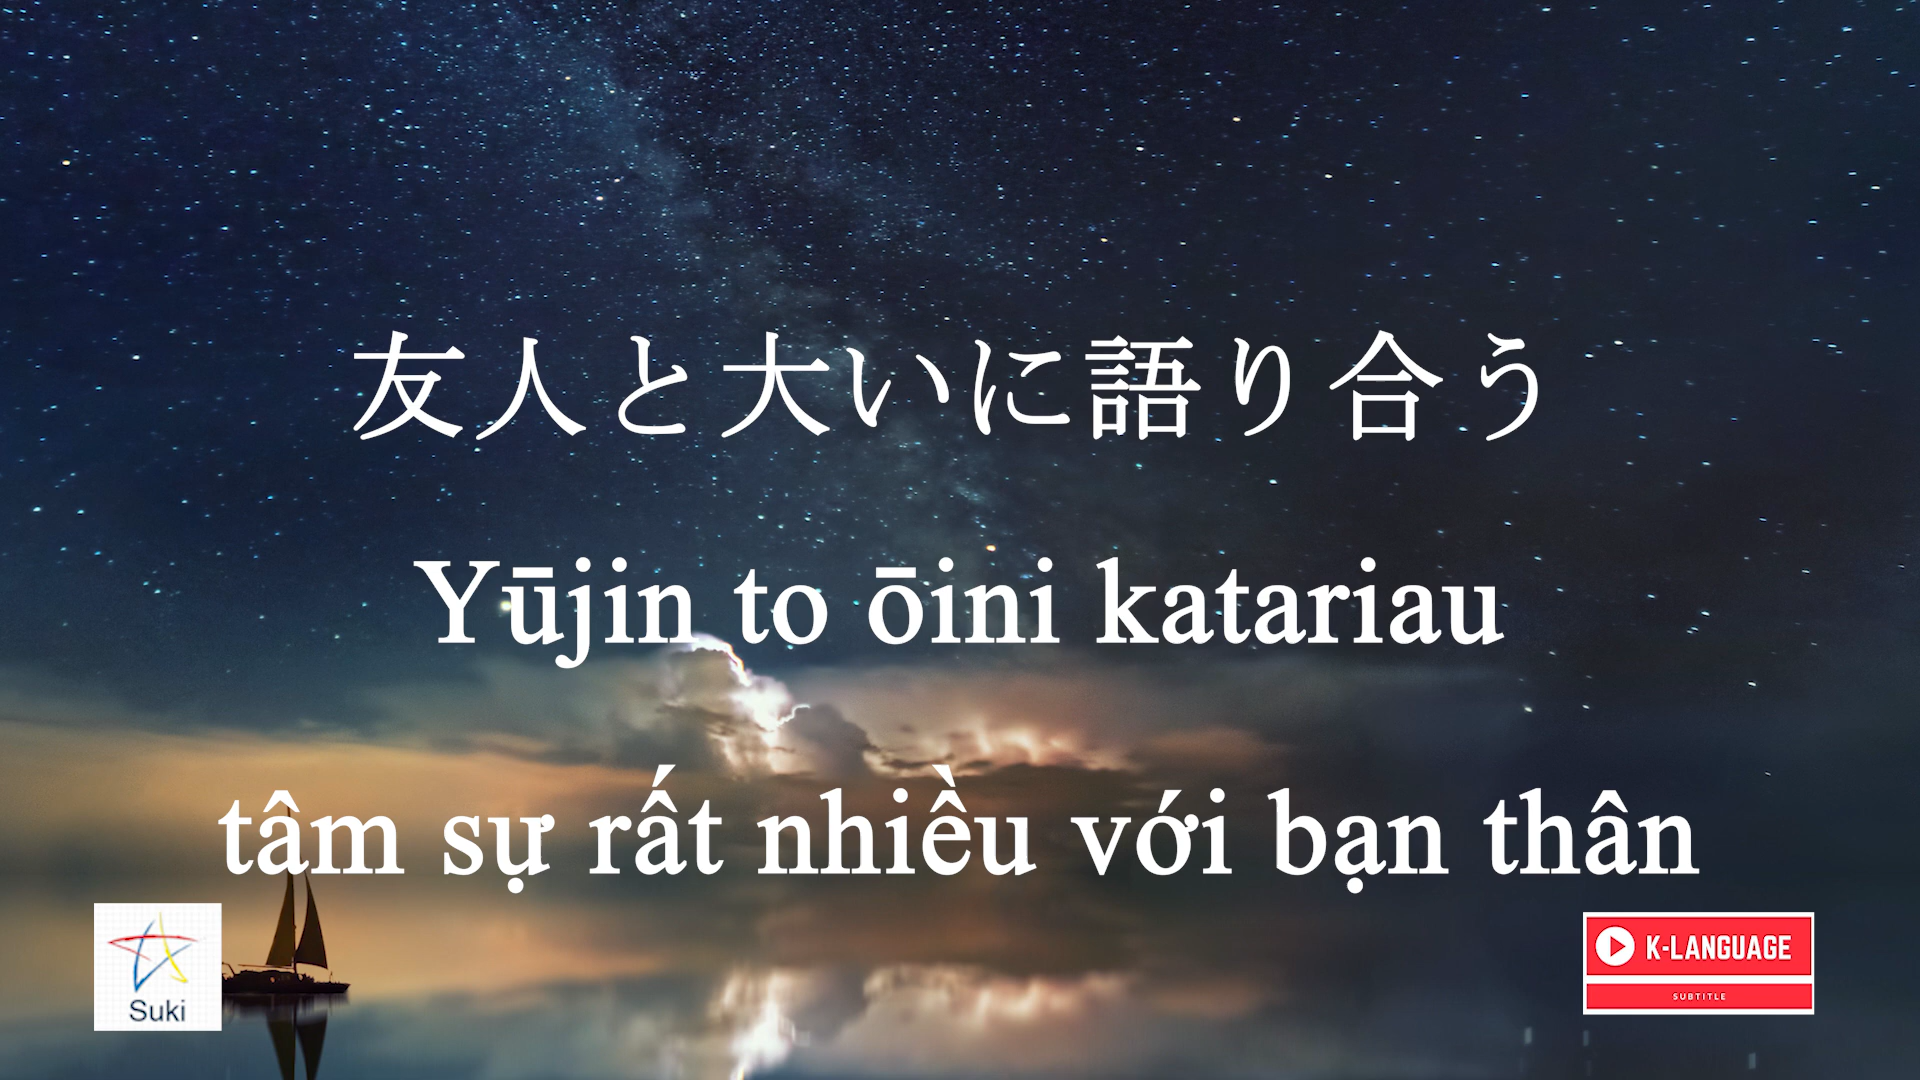 友人と大いに語り合う
Yūjin to ōini katariau
tâm sự rất nhiều với bạn thân
Suki
K-LANGUAGE
SUBTITLE